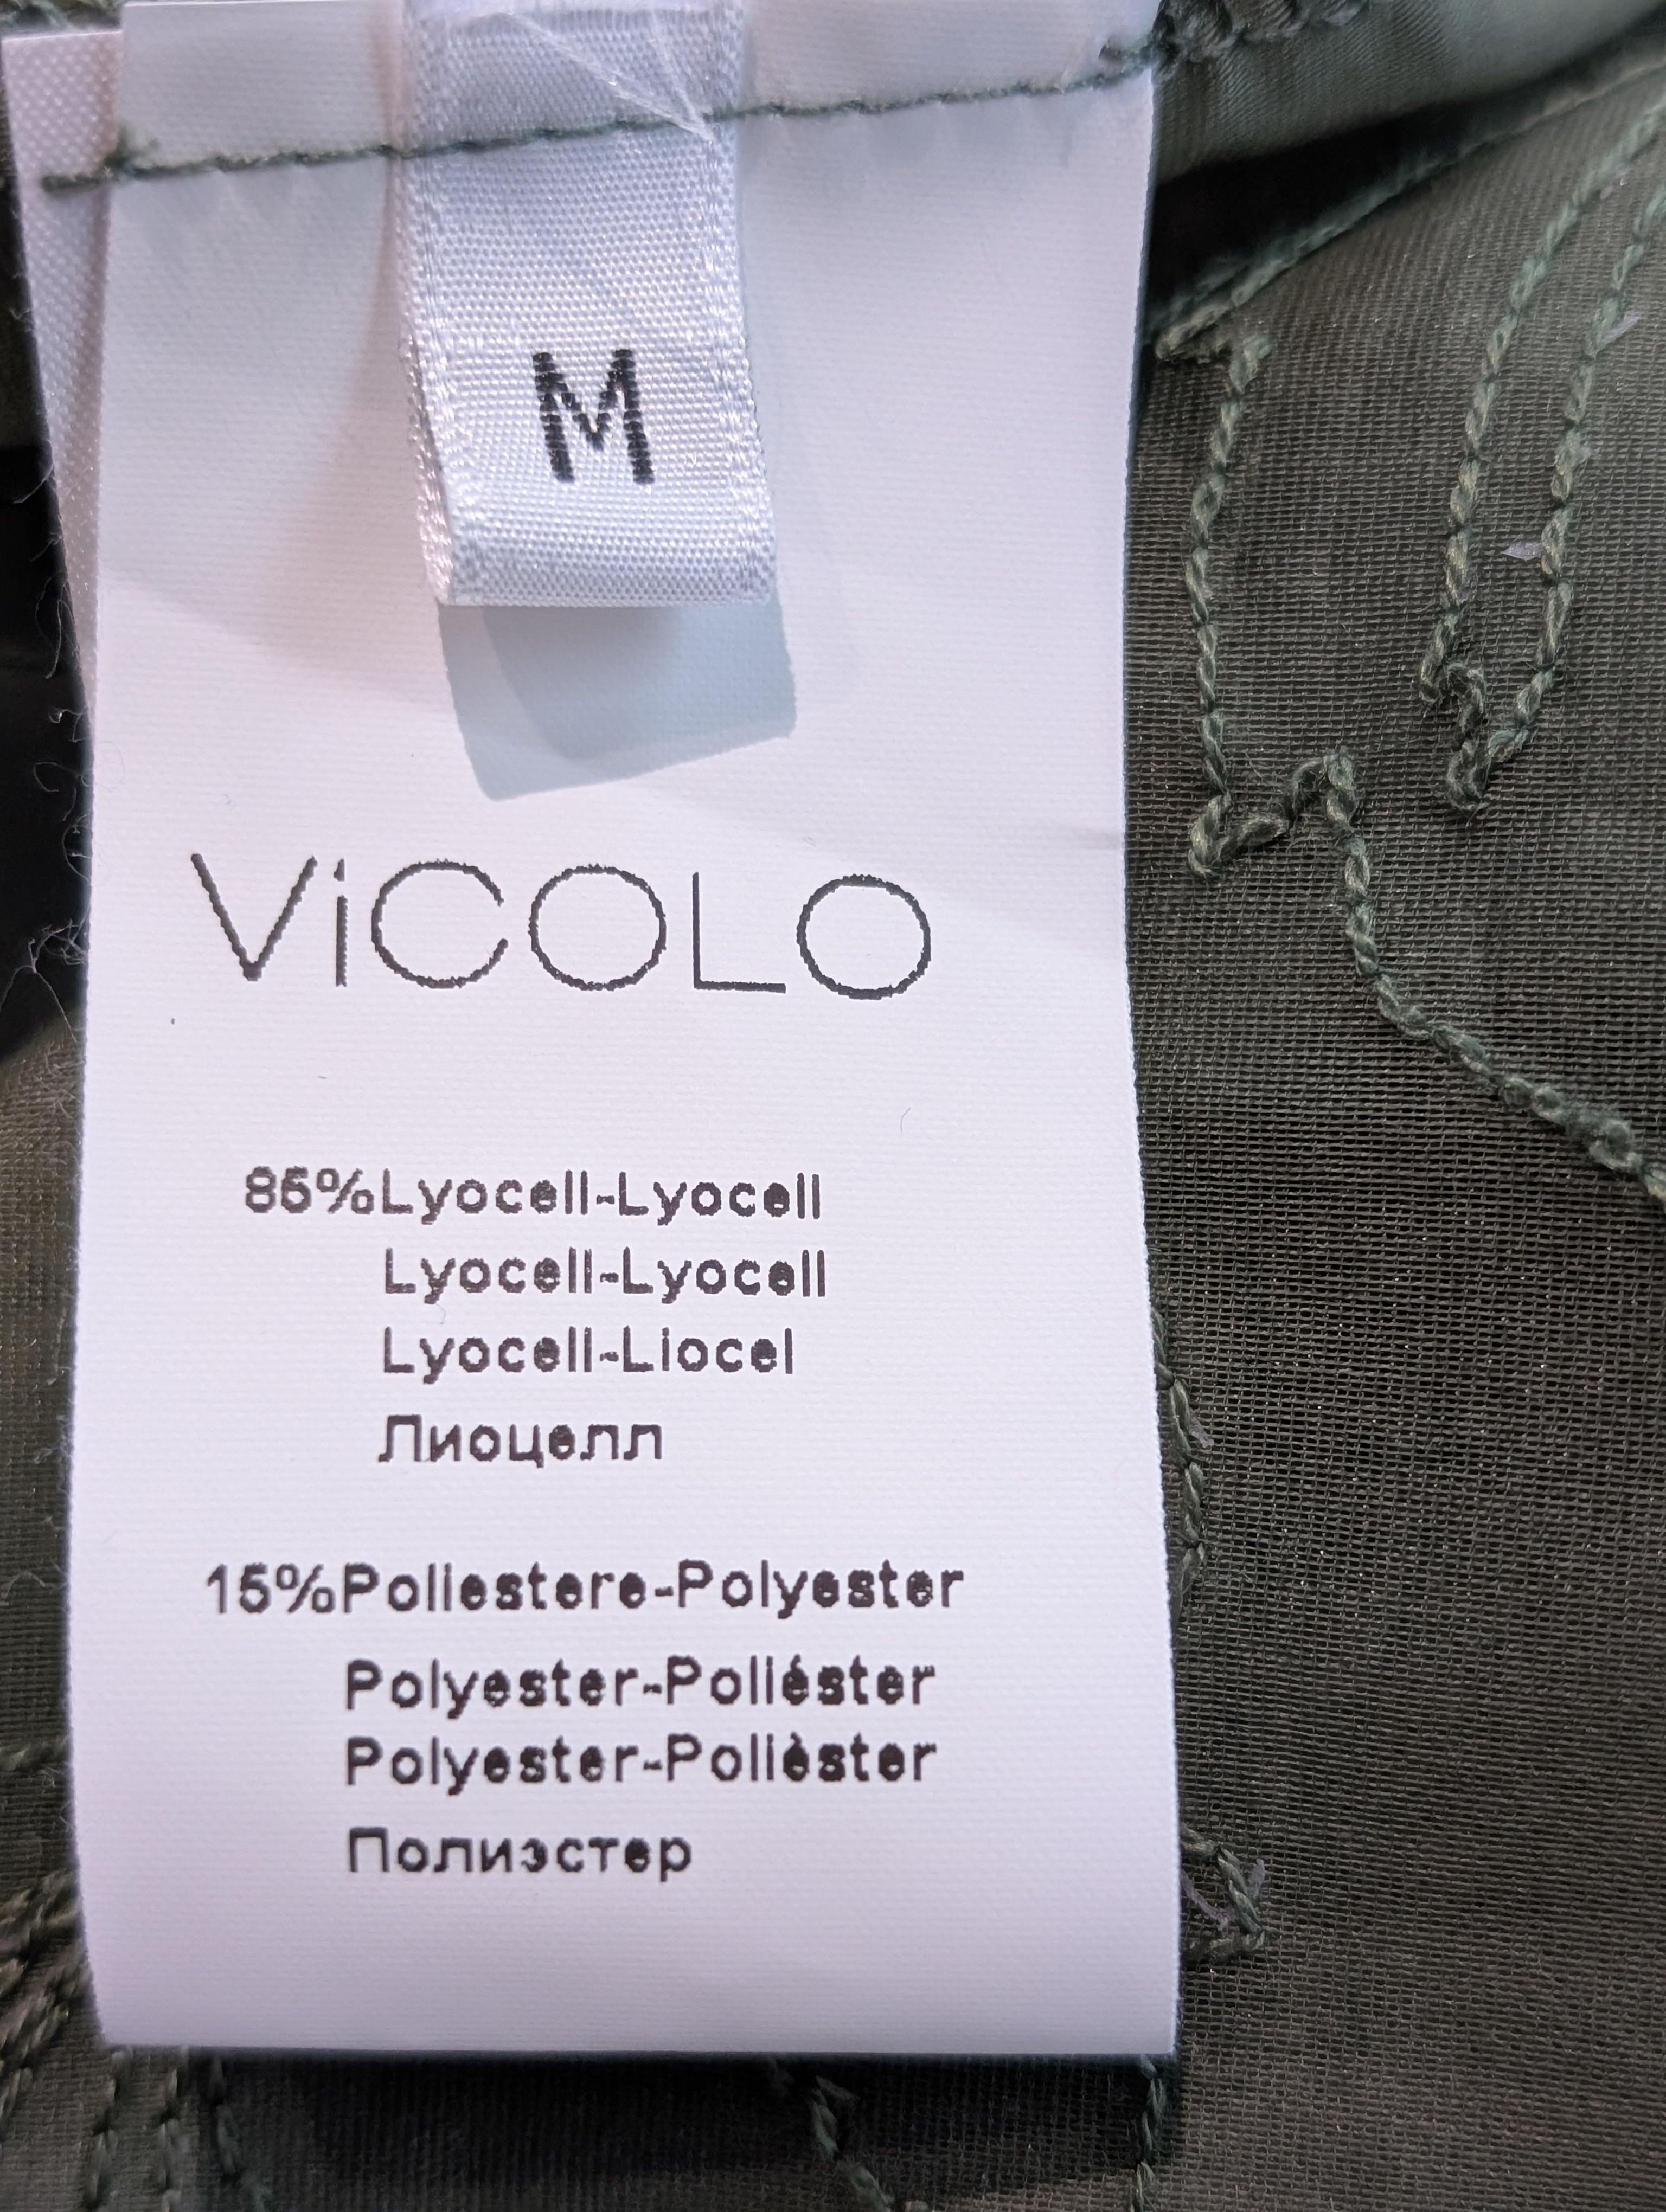 M
ViCOLO
85%Lyocell-Lyocell
Lyocell-Lyocell
Lyocell-Liocel
Лиоцелл
15%Poliestere-Polyester
Polyester-Poliéster
Polyester-Polièster
Полиэстер